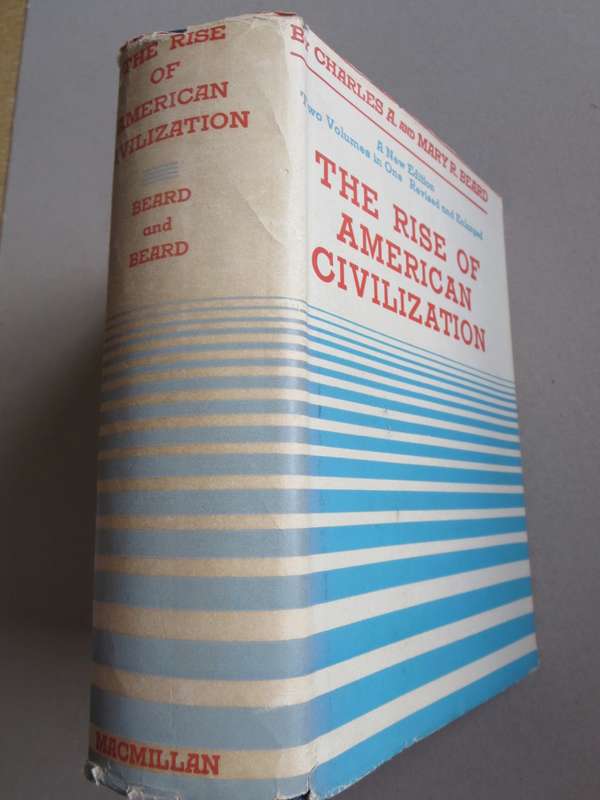 THE RISE
OF
AMERICAN
CIVILIZATION
BEARD
and
BEARD
MACMILLAN
By CHARLES A. AND MARY R. BEARD
A New Edition
Two Volumes in One Revised and Enlarged
THE RISE OF
AMERICAN
CIVILIZATION